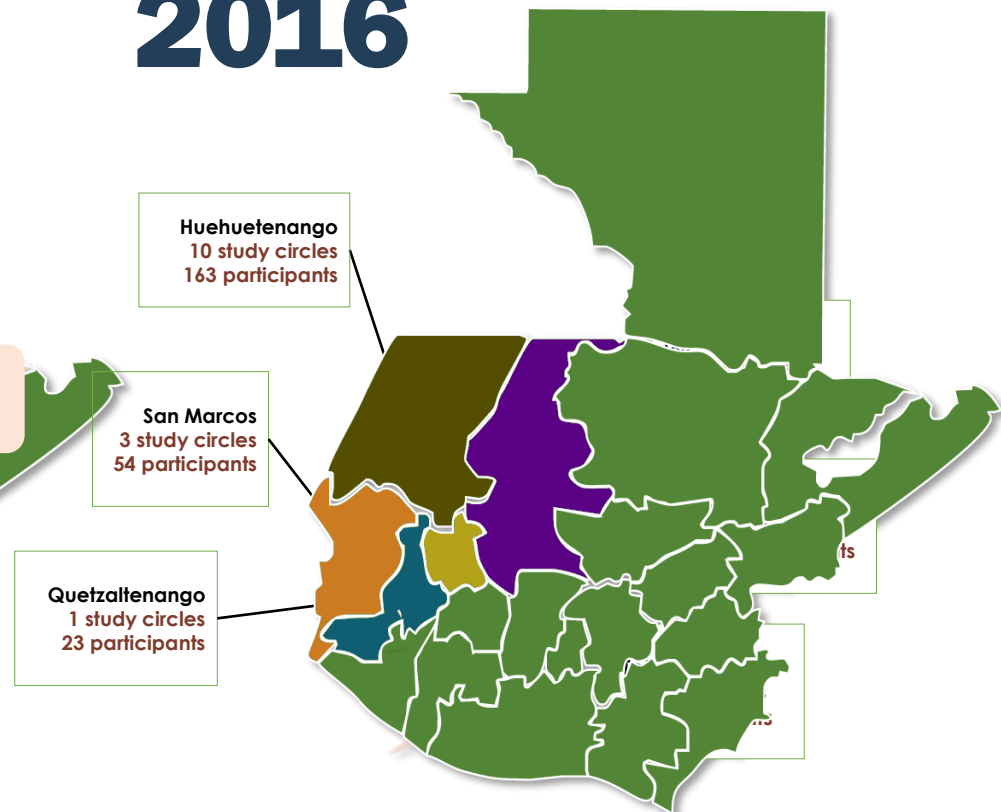 2016
Huehuetenango
10 study circles
163 participants
San Marcos
3 study circles
54 participants
Quetzaltenango
1 study circles
23 participants